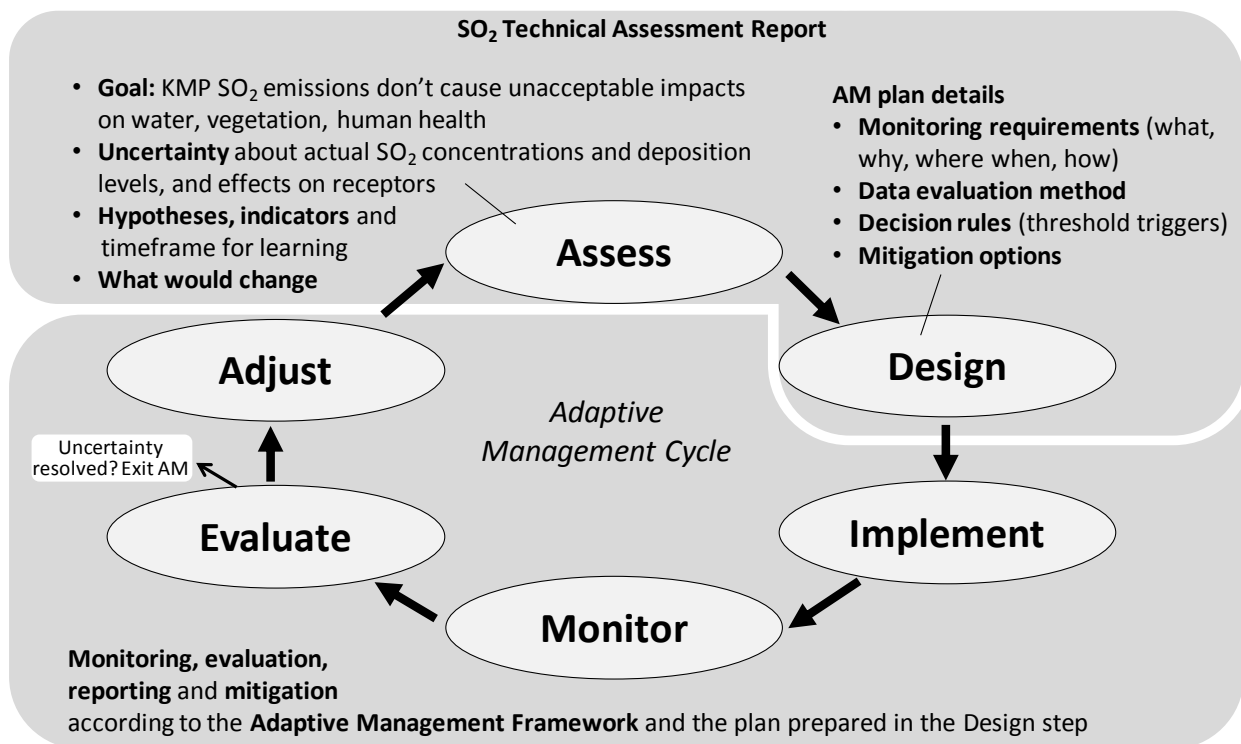 SO₂ Technical Assessment Report
• Goal: KMP SO₂ emissions don't cause unacceptable impacts
on water, vegetation, human health
• Uncertainty about actual SO₂ concentrations and deposition
levels, and effects on receptors
• Hypotheses, indicators and
timeframe for learning
• What would change
AM plan details
• Monitoring requirements (what,
why, where when, how)
• Data evaluation method
• Decision rules (threshold triggers)
• Mitigation options
Assess
Design
Adjust
Adaptive
Management Cycle
Uncertainty
resolved? Exit AM
Evaluate
Implement
Monitor
Monitoring, evaluation,
reporting and mitigation
according to the Adaptive Management Framework and the plan prepared in the Design step